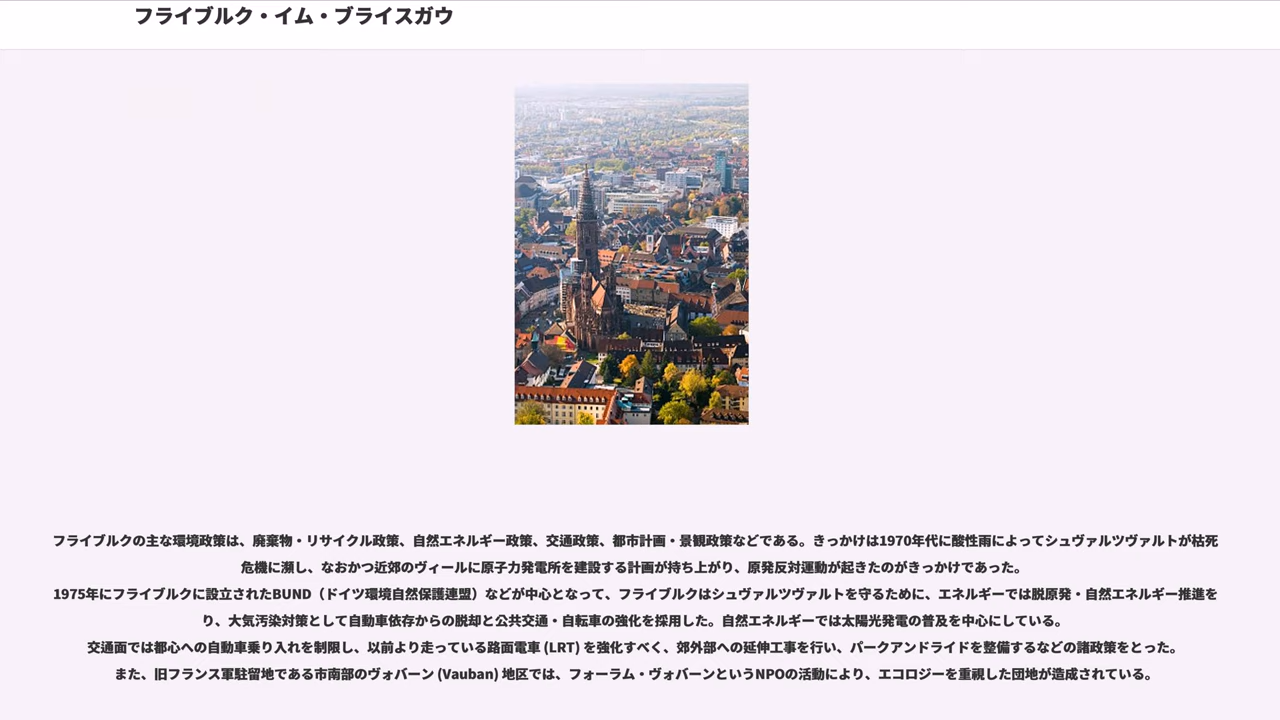 フライブルク・イム・ブライスガウ
フライブルクの主な環境政策は、廃棄物・リサイクル政策、自然エネルギー政策、交通政策、都市計画・景観政策などである。きっかけは1970年代に酸性雨によってシュヴァルツヴァルトが枯死
危機に瀕し、なおかつ近郊のヴィールに原子力発電所を建設する計画が持ち上がり、原発反対運動が起きたのがきっかけであった。
1975年にフライブルクに設立されたBUND（ドイツ環境自然保護連盟）などが中心となって、フライブルクはシュヴァルツヴァルトを守るために、エネルギーでは脱原発・自然エネルギー推進を
り、大気汚染対策として自動車依存からの脱却と公共交通・自転車の強化を採用した。自然エネルギーでは太陽光発電の普及を中心にしている。
交通面では都心への自動車乗り入れを制限し、以前より走っている路面電車 (LRT) を強化すべく、郊外部への延伸工事を行い、パークアンドライドを整備するなどの諸政策をとった。
また、旧フランス軍駐留地である市南部のヴォバーン (Vauban) 地区では、フォーラム・ヴォバーンというNPOの活動により、エコロジーを重視した団地が造成されている。